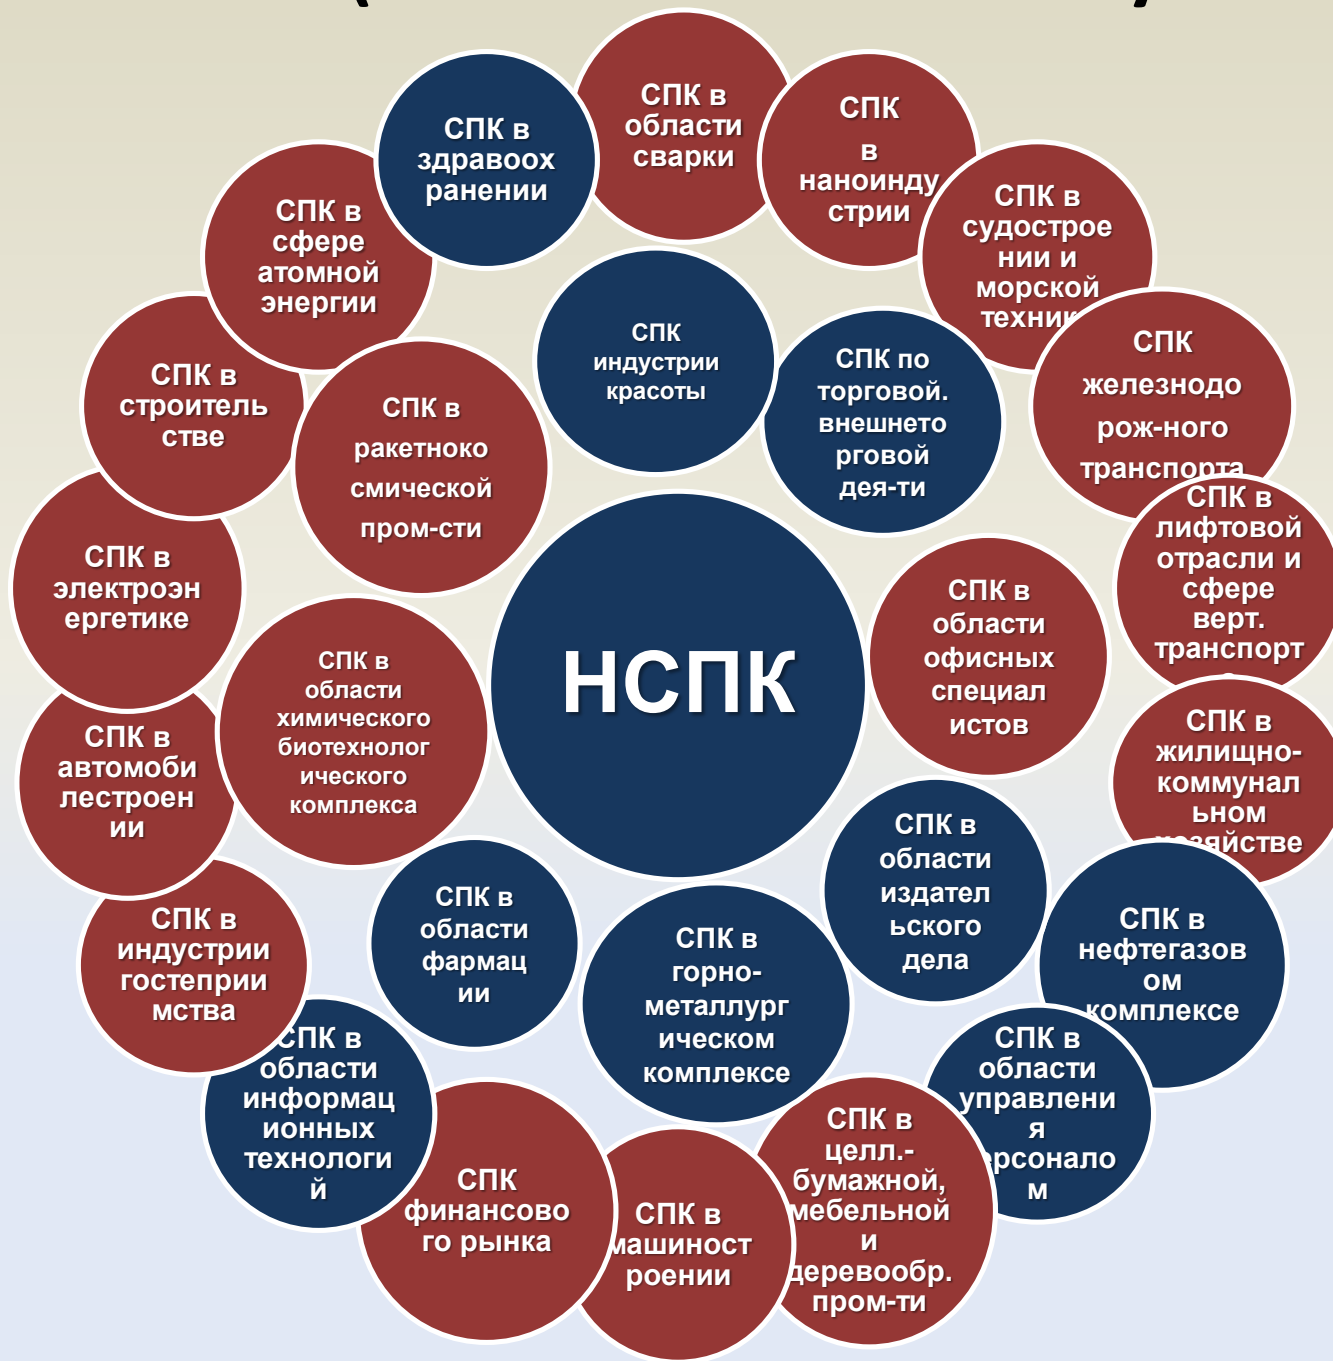 СПК в
области
сварки
СПК
в
наноинду
стрии
СПК в
судострое
нии и
морской
СПК
железнодо
рож-ного
транспорта
СПК в
лифтовой
отрасли и
сфере
верт.
транспорт
СПК в
жилищно-
коммунал
ьном
СПК в
нефтегазов
ом
комплексе
СПК в
области
управлени
я
м
СПК в
целл.-
бумажной,
мебельной
и
деревообр.
пром-ти
СПК в
машиност
роении
СПК
финансово
го рынка
СПК в
области
информац
ионных
технологи
й
СПК в
индустрии
гостеприи
мства
СПК в
автомоби
лестроен
ии
СПК в
электроэн
ергетике
СПК в
строитель
стве
СПК в
сфере
атомной
энергии
СПК в
здравоох
ранении
СПК
индустрии
красоты
СПК по
торговой.
внешнето
рговой
дея-ти
СПК в
области
офисных
специал
истов
СПК в
области
издател
ьского
дела
СПК в
горно-
металлург
ическом
комплексе
СПК в
области
фармац
ии
СПК в
области
химического
биотехнолог
ического
комплекса
СПК в
ракетноко
смической
пром-сти
НСПК